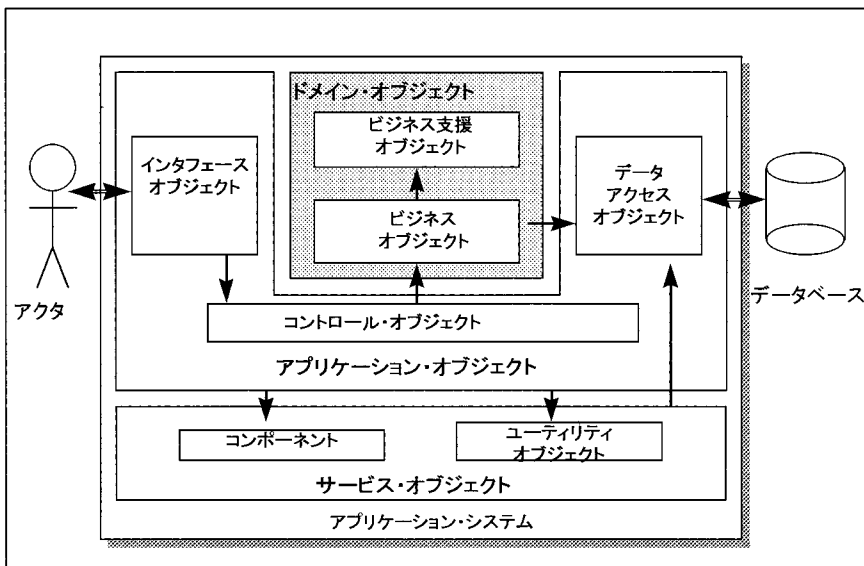 ドメイン・オブジェクト
ビジネス支援
オブジェクト
インタフェース
オブジェクト
データ
アクセス
オブジェクト
ビジネス
オブジェクト
アクタ
データベース
コントロール・オブジェクト
アプリケーション・オブジェクト
コンポーネント
ユーティリティ
オブジェクト
サービス・オブジェクト
アプリケーション・システム